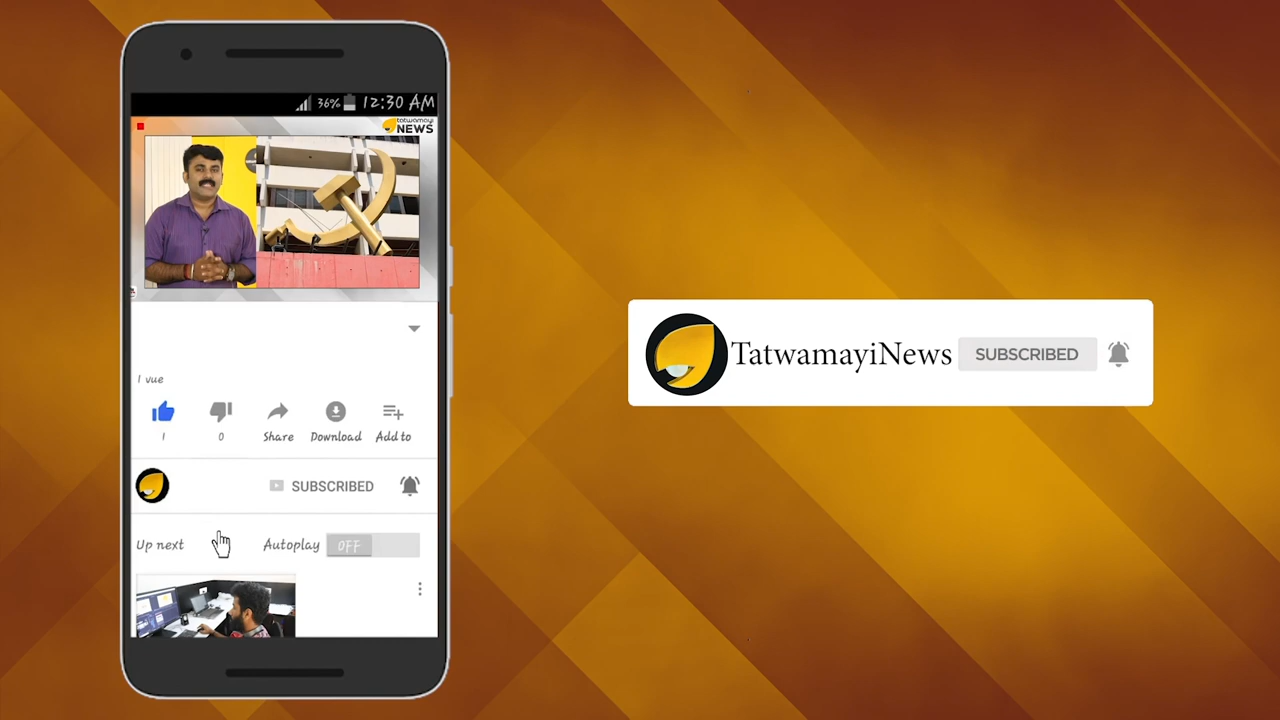 36% 12:30 AM
tatwamayi
NEWS
1 vue
1
0
Share
Download
Add to
SUBSCRIBED
Up next
Autoplay
OFF
TatwamayiNews
SUBSCRIBED